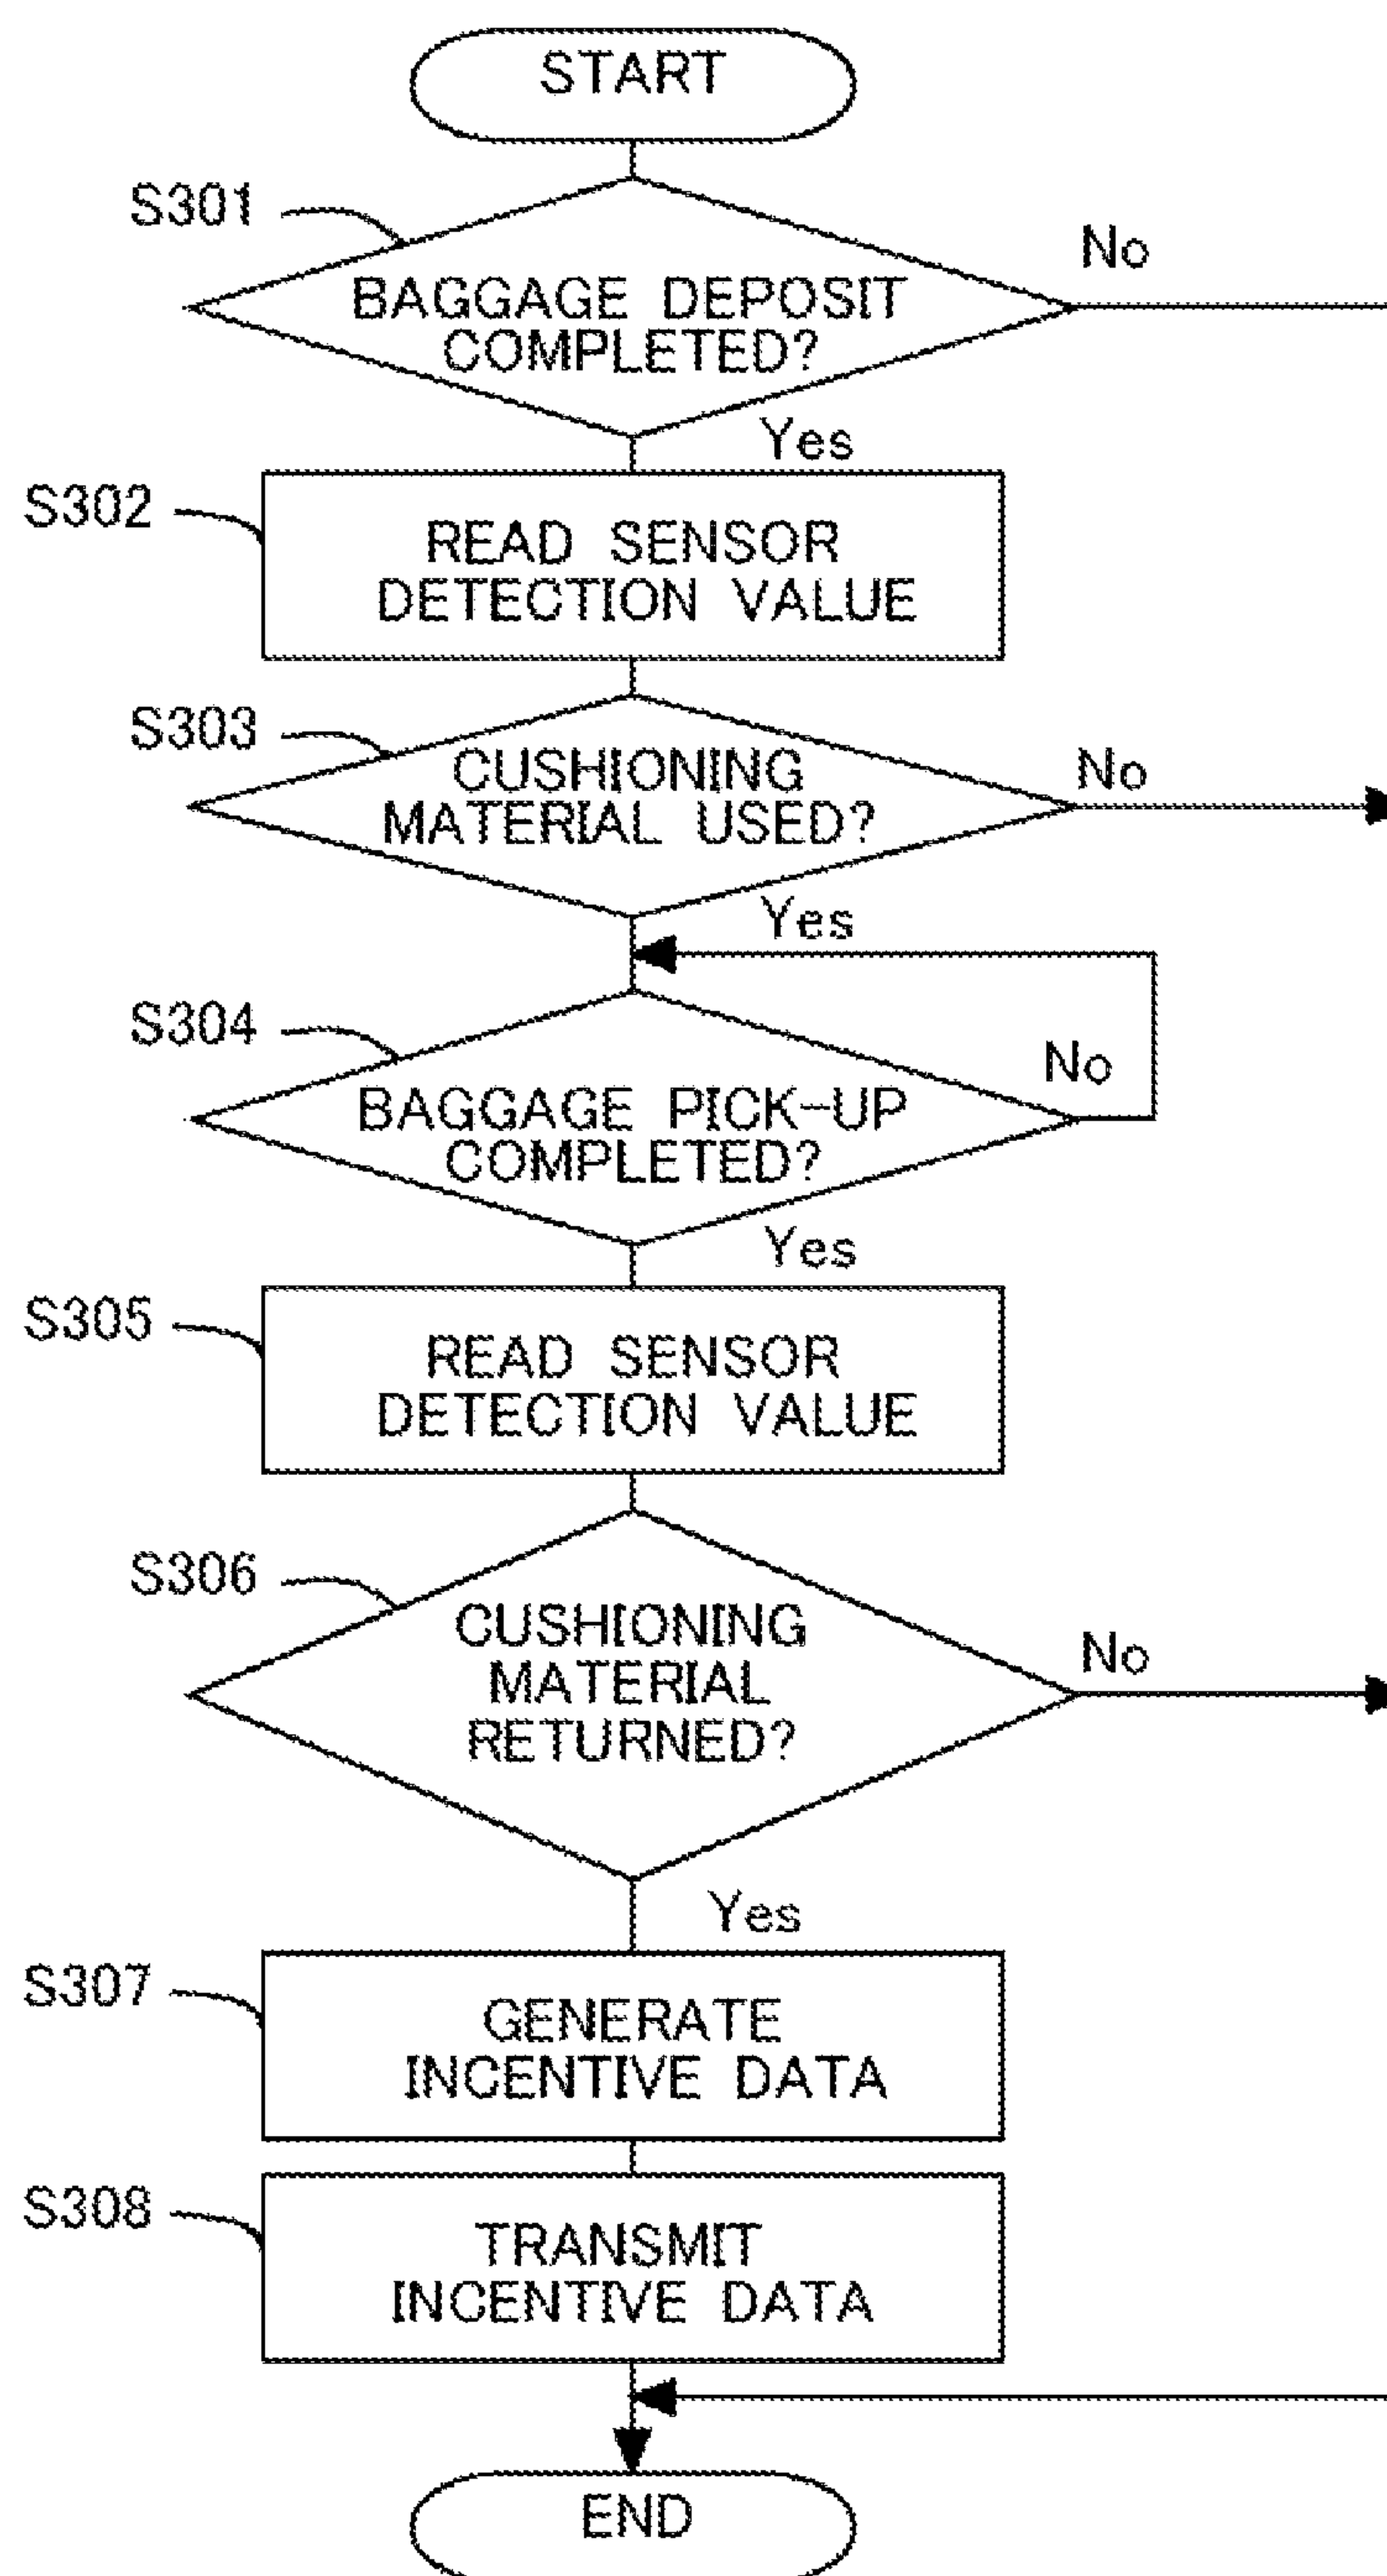 START
S301
No
BAGGAGE DEPOSIT
COMPLETED?
Yes
S302
READ SENSOR
DETECTION VALUE
S303
CUSHIONING
No
MATERIAL USED?
Yes
S304
No
BAGGAGE PICK-UP
COMPLETED?
Yes
S305
READ SENSOR
DETECTION VALUE
S306
CUSHIONING
No
MATERIAL
RETURNED?
Yes
S307
GENERATE
INCENTIVE DATA
S308
TRANSMIT
INCENTIVE DATA
END